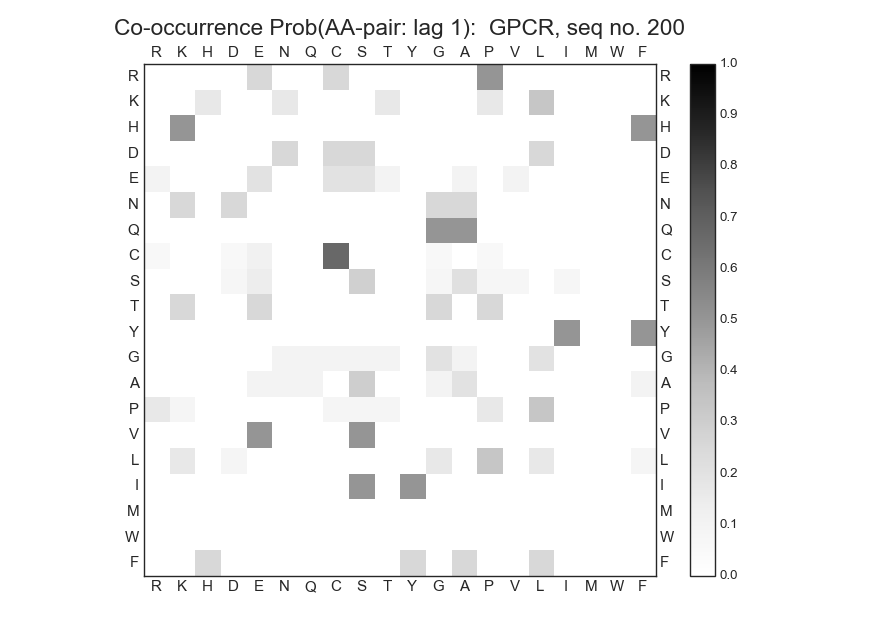 Co-occurrence Prob(AA-pair: lag 1):  GPCR, seq no. 200
R K H D E N Q C S T Y G A P V L I M W F
R R 1.0
K K 0.9
H H
D D 0.8
E E
N N 0.7
Q Q
C C 0.6
S S
T T 0.5
Y Y
G G 0.4
A A
P P 0.3
V V
L L 0.2
I I
M M 0.1
W W
F F 0.0
R K H D E N Q C S T Y G A P V L I M W F